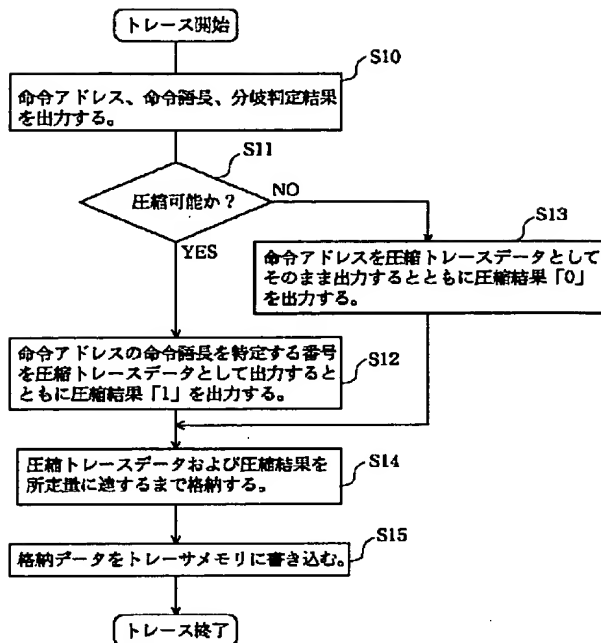 トレース開始
S10
命令アドレス、命令語長、分岐判定結果
を出力する。
S11
圧縮可能か？
NO
YES
S13
命令アドレスを圧縮トレースデータとして
そのまま出力するとともに圧縮結果「0」
を出力する。
命令アドレスの命令語長を特定する番号
を圧縮トレースデータとして出力すると
ともに圧縮結果「1」を出力する。
S12
圧縮トレースデータおよび圧縮結果を
所定量に達するまで格納する。
S14
格納データをトレーサメモリに書き込む。
S15
トレース終了